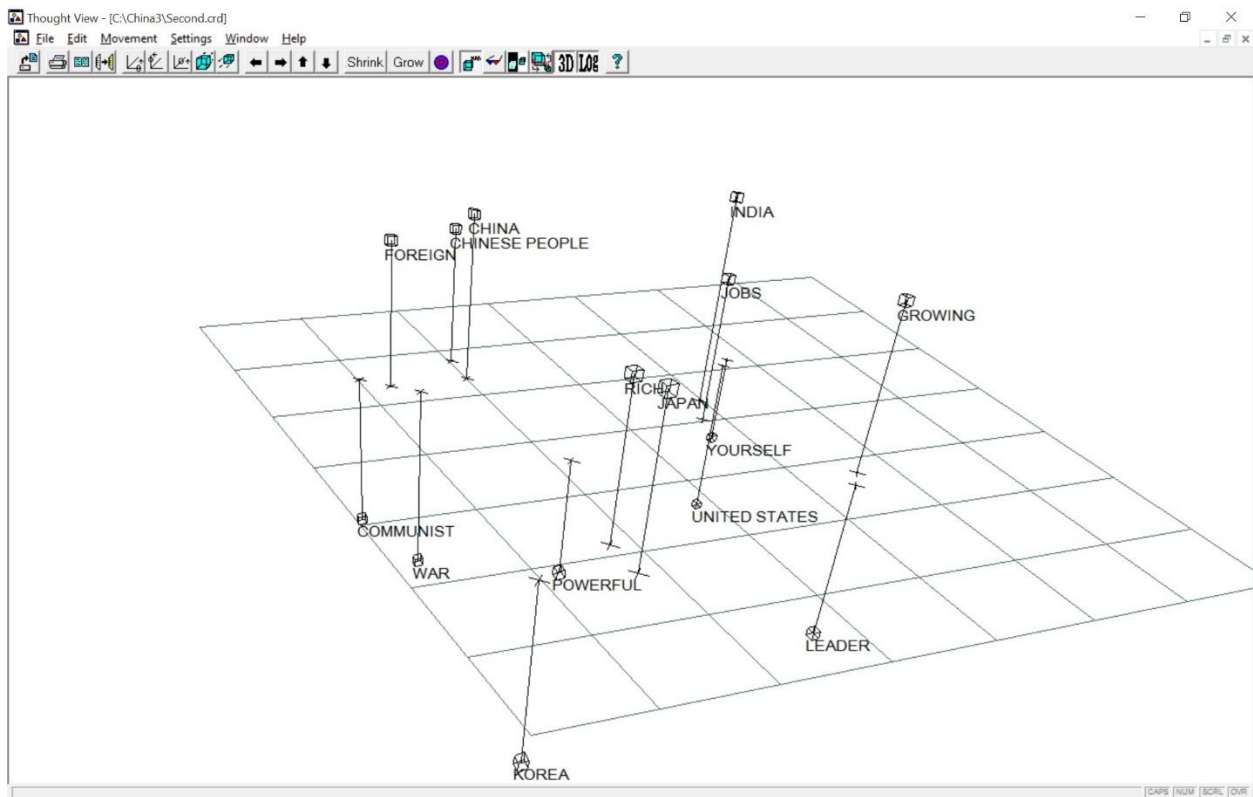 Thought View - [C:\China3\Second.crd]
File Edit Movement Settings Window Help
Shrink Grow 3D LOG ?
INDIA
CHINA
CHINESE PEOPLE
FOREIGN
JOBS
GROWING
RICH
JAPAN
YOURSELF
UNITED STATES
COMMUNIST
WAR
POWERFUL
LEADER
KOREA
CAPS NUM SCRL OVR